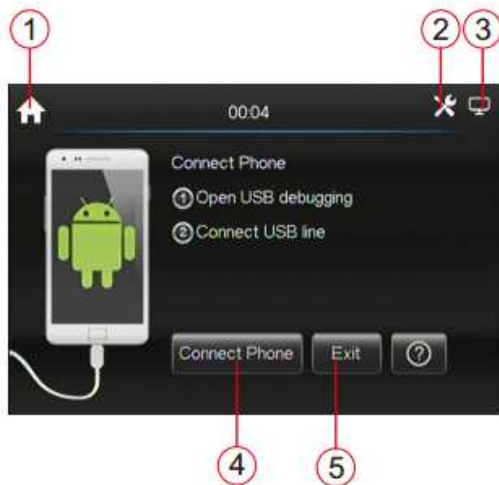 1 2 3
00:04
Connect Phone
1 Open USB debugging
2 Connect USB line
Connect Phone Exit ?
4 5